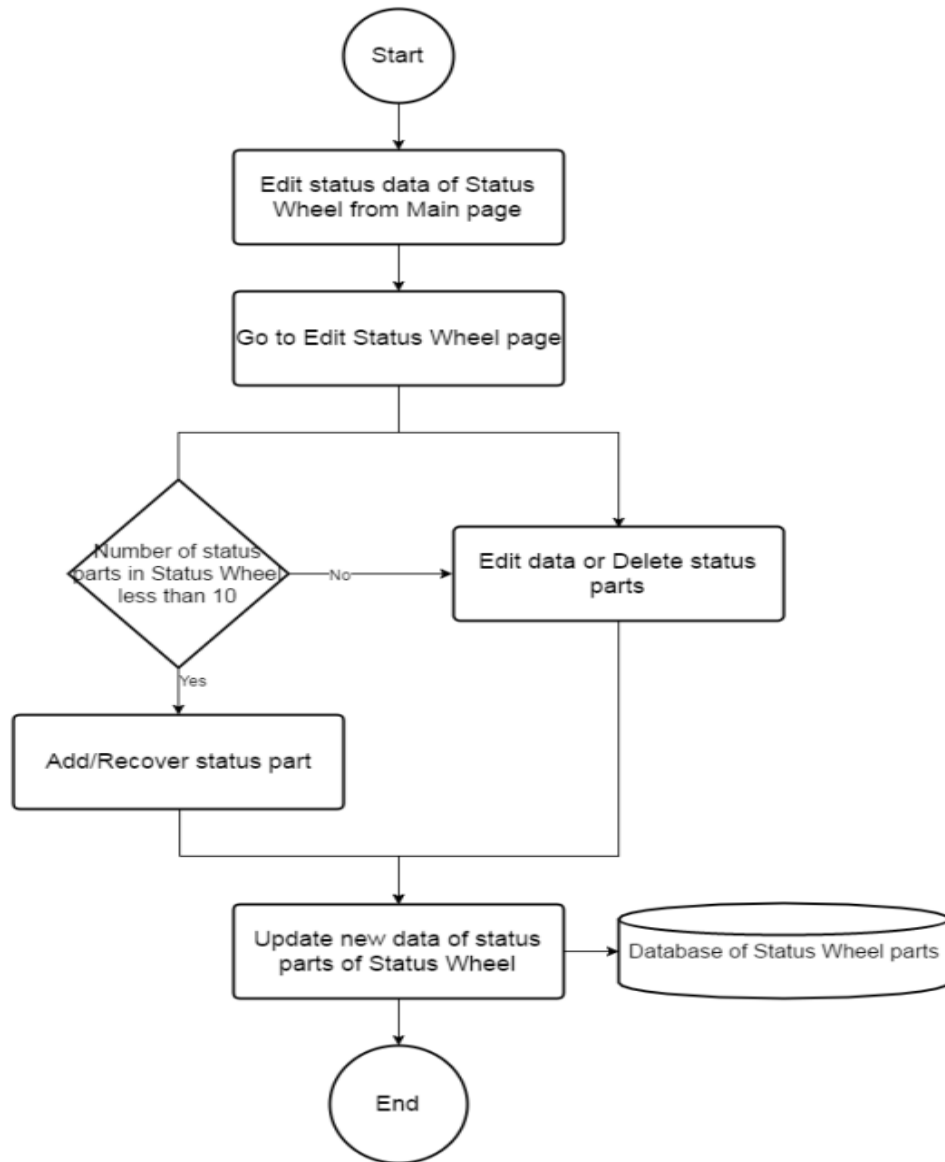 Start
Edit status data of Status
Wheel from Main page
Go to Edit Status Wheel page
Number of status
parts in Status Wheel
less than 10
No
Edit data or Delete status
parts
Yes
Add/Recover status part
Update new data of status
parts of Status Wheel
Database of Status Wheel parts
End